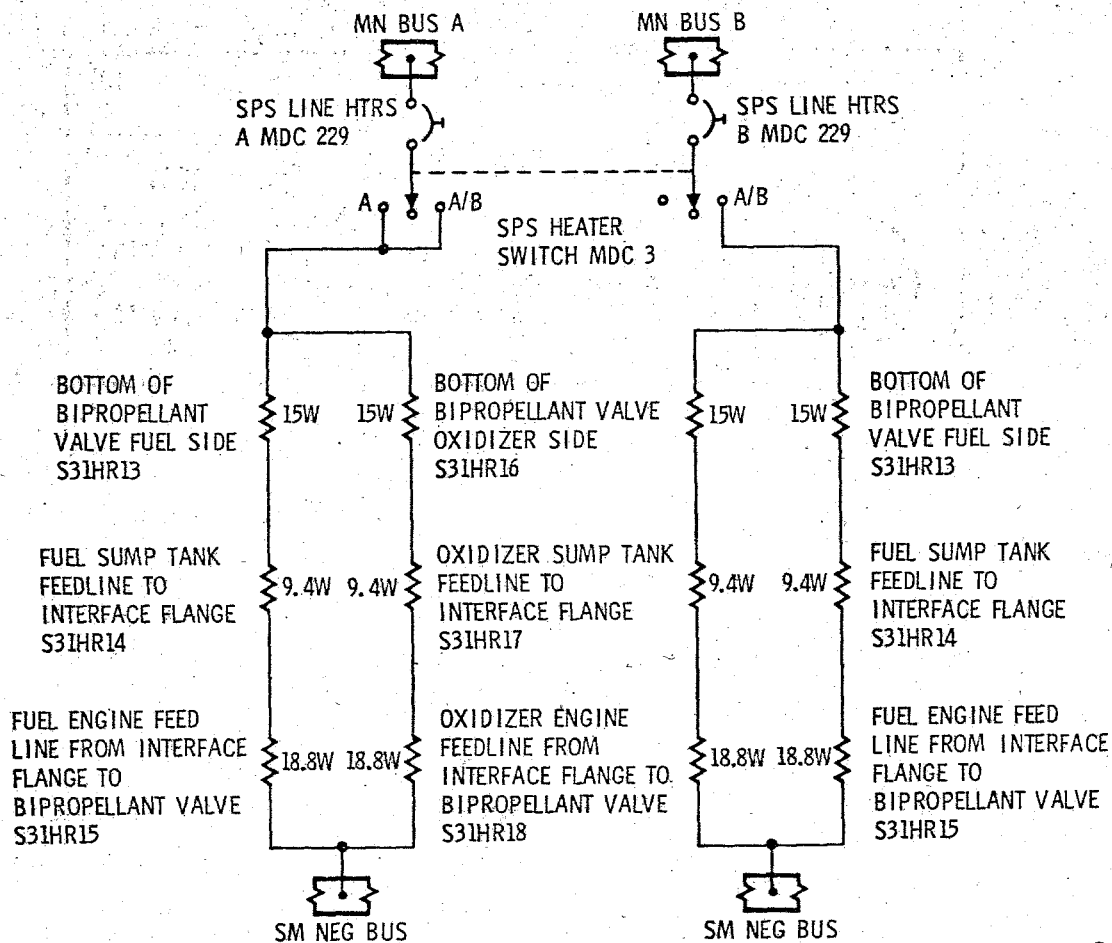 MN BUS A
MN BUS B
SPS LINE HTRS
A MDC 229
SPS LINE HTRS
B MDC 229
A
A/B
A/B
SPS HEATER
SWITCH MDC 3
BOTTOM OF
BIPROPELLANT
VALVE FUEL SIDE
S31HR13
15W
15W
BOTTOM OF
BIPROPELLANT VALVE
OXIDIZER SIDE
S31HR16
15W
15W
BOTTOM OF
BIPROPELLANT
VALVE FUEL SIDE
S31HR13
FUEL SUMP TANK
FEEDLINE TO
INTERFACE FLANGE
S31HR14
9.4W
9.4W
OXIDIZER SUMP TANK
FEEDLINE TO
INTERFACE FLANGE
S31HR17
9.4W
9.4W
FUEL SUMP TANK
FEEDLINE TO
INTERFACE FLANGE
S31HR14
FUEL ENGINE FEED
LINE FROM INTERFACE
FLANGE TO
BIPROPELLANT VALVE
S31HR15
18.8W
18.8W
OXIDIZER ENGINE
FEEDLINE FROM
INTERFACE FLANGE TO
BIPROPELLANT VALVE
S31HR18
18.8W
18.8W
FUEL ENGINE FEED
LINE FROM INTERFACE
FLANGE TO
BIPROPELLANT VALVE
S31HR15
SM NEG BUS
SM NEG BUS